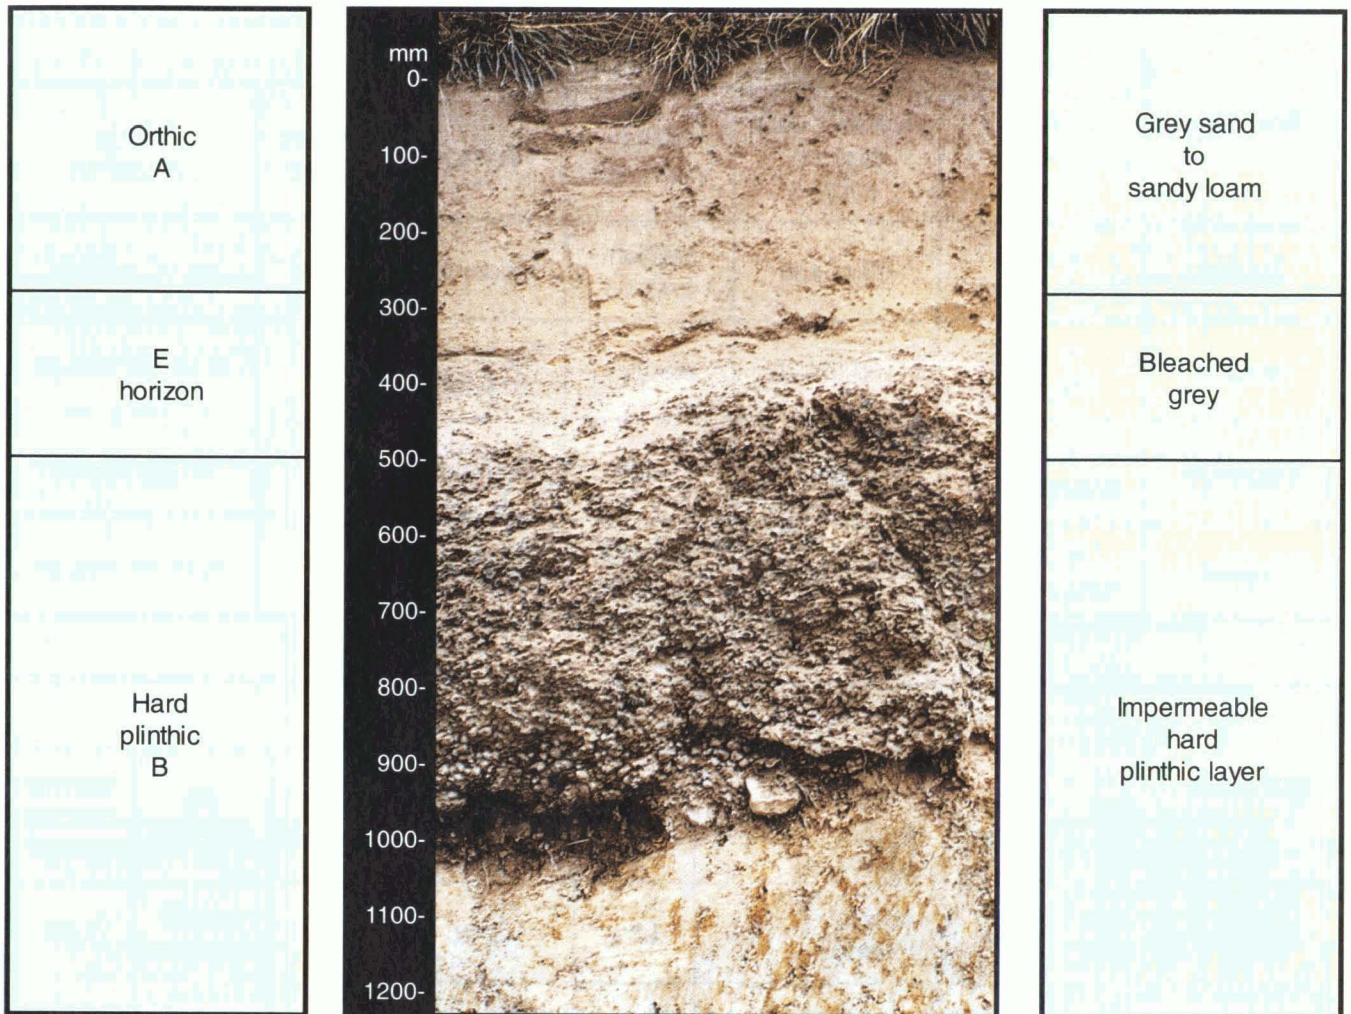 Orthic
A
E
horizon
Hard
plinthic
B
mm
0-
100-
200-
300-
400-
500-
600-
700-
800-
900-
1000-
1100-
1200-
Grey sand
to
sandy loam
Bleached
grey
Impermeable
hard
plinthic layer